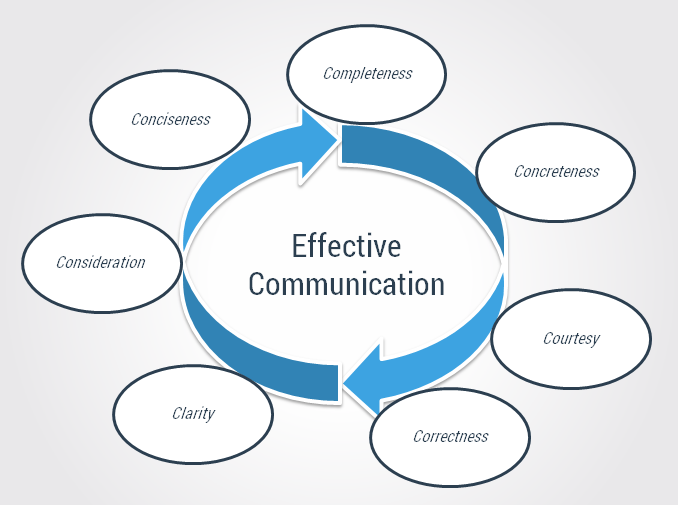 Completeness
Conciseness
Concreteness
Effective
Communication
Consideration
Courtesy
Clarity
Correctness